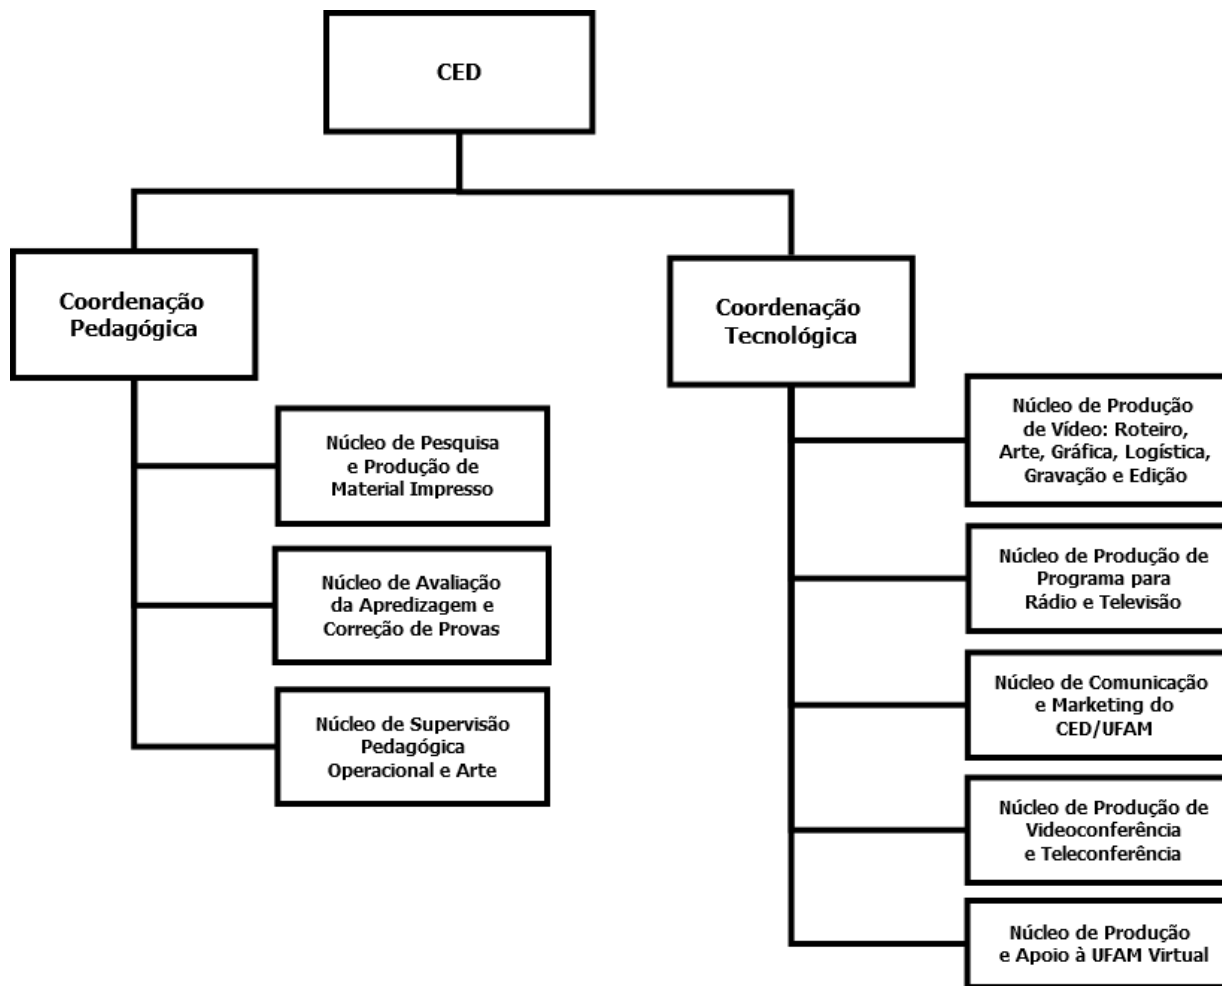 CED
Coordenação
Pedagógica
Núcleo de Pesquisa
e Produção de
Material Impresso
Núcleo de Avaliação
da Apredizagem e
Correção de Provas
Núcleo de Supervisão
Pedagógica
Operacional e Arte
Coordenação
Tecnológica
Núcleo de Produção
de Vídeo: Roteiro,
Arte, Gráfica, Logística,
Gravação e Edição
Núcleo de Produção de
Programa para
Rádio e Televisão
Núcleo de Comunicação
e Marketing do
CED/UFAM
Núcleo de Produção de
Videoconferência
e Teleconferência
Núcleo de Produção
e Apoio à UFAM Virtual